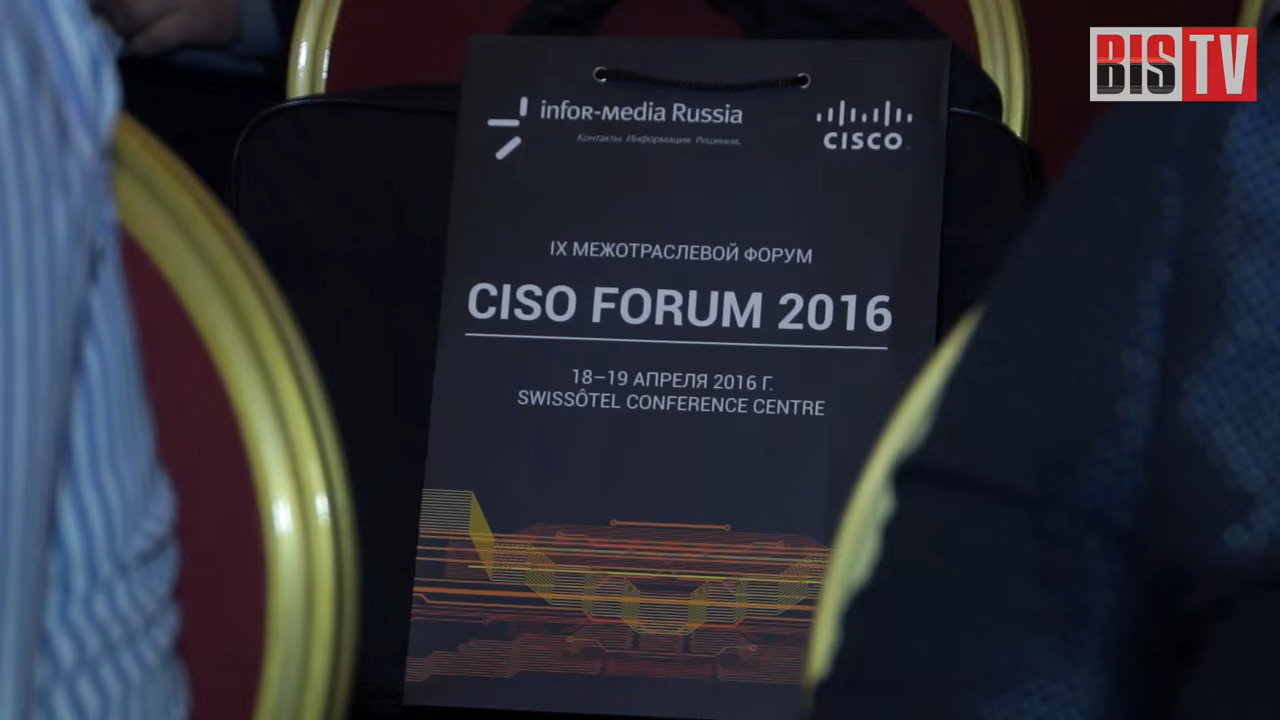 BIS TV
infor-media Russia
Контакты. Информация. Решения.
CISCO
IX МЕЖОТРАСЛЕВОЙ ФОРУМ
CISO FORUM 2016
18–19 АПРЕЛЯ 2016 Г.
SWISSÔTEL CONFERENCE CENTRE